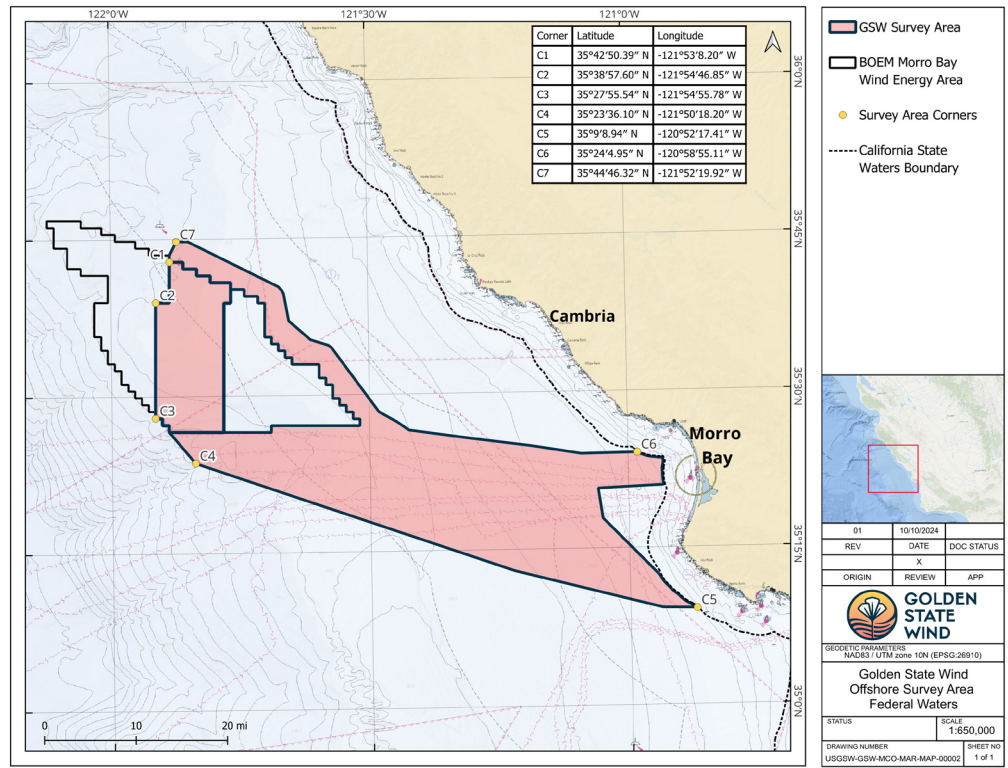 122°0'W
121°30'W
121°0'W
Corner Latitude Longitude
C1 35°42'50.39" N -121°53'8.20" W
C2 35°38'57.60" N -121°54'46.85" W
C3 35°27'55.54" N -121°54'55.78" W
C4 35°23'36.10" N -121°50'18.20" W
C5 35°9'8.94" N -120°52'17.41" W
C6 35°24'4.95" N -120°58'55.11" W
C7 35°44'46.32" N -121°52'19.92" W
36°0'N
35°45'N
35°30'N
35°15'N
35°0'N
C7
C1
C2
C3
C4
C6
C5
Cambria
Morro
Bay
0 10 20 mi
GSW Survey Area
BOEM Morro Bay
Wind Energy Area
Survey Area Corners
California State
Waters Boundary
01 10/10/2024
REV DATE DOC STATUS
X
ORIGIN REVIEW APP
GOLDEN
STATE
WIND
GEODETIC PARAMETERS
NAD83 / UTM zone 10N (EPSG:26910)
Golden State Wind
Offshore Survey Area
Federal Waters
STATUS SCALE
1:650,000
DRAWING NUMBER SHEET NO
USGSW-GSW-MCO-MAR-MAP-00002 1 of 1